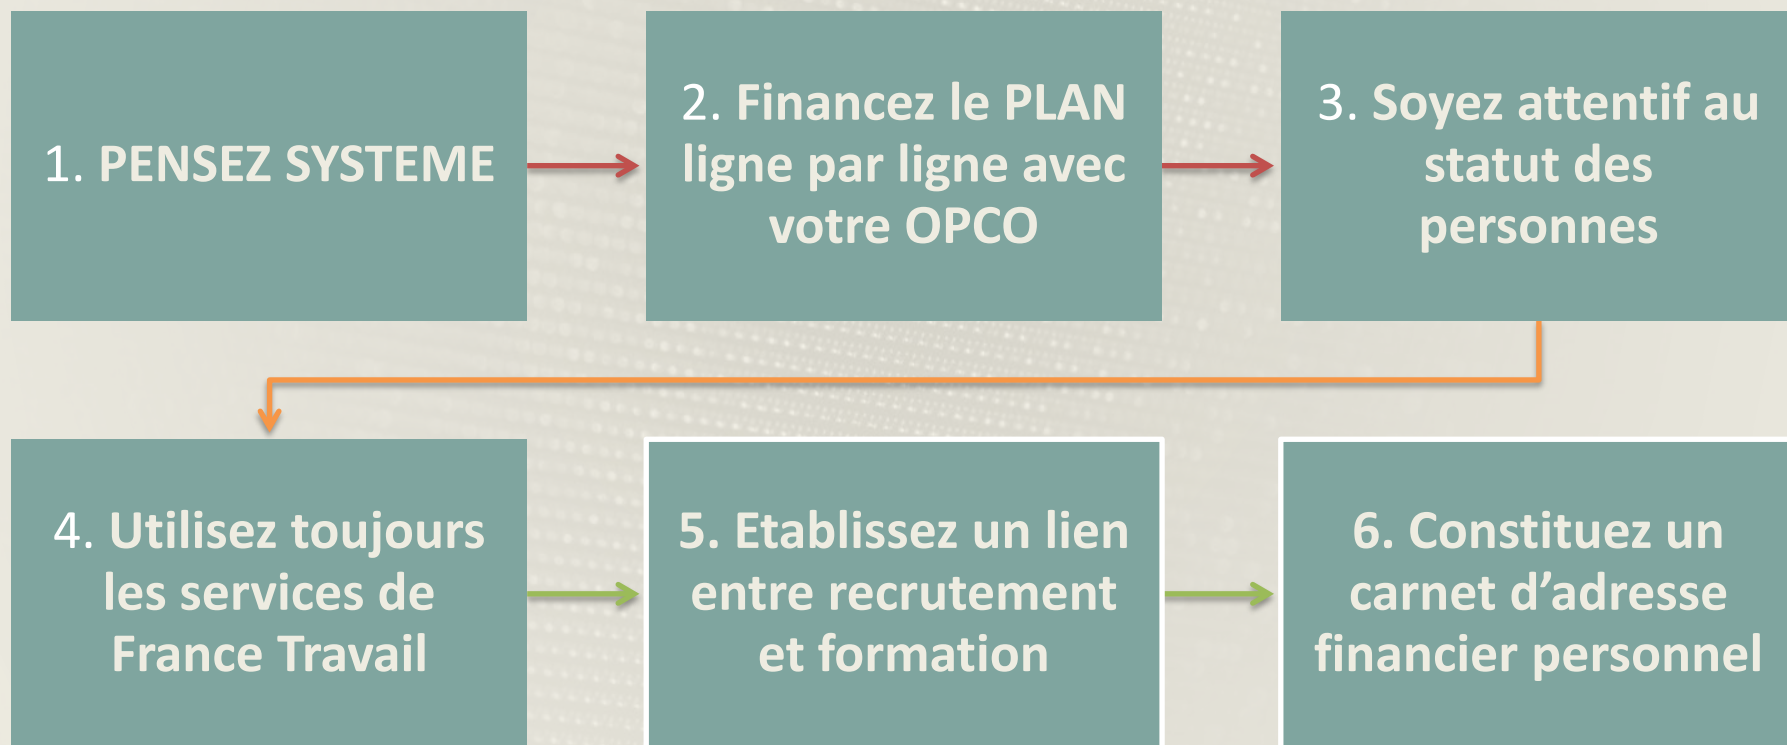 1. PENSEZ SYSTEME
2. Financez le PLAN
ligne par ligne avec
votre OPCO
3. Soyez attentif au
statut des
personnes
4. Utilisez toujours
les services de
France Travail
5. Etablissez un lien
entre recrutement
et formation
6. Constituez un
carnet d’adresse
financier personnel